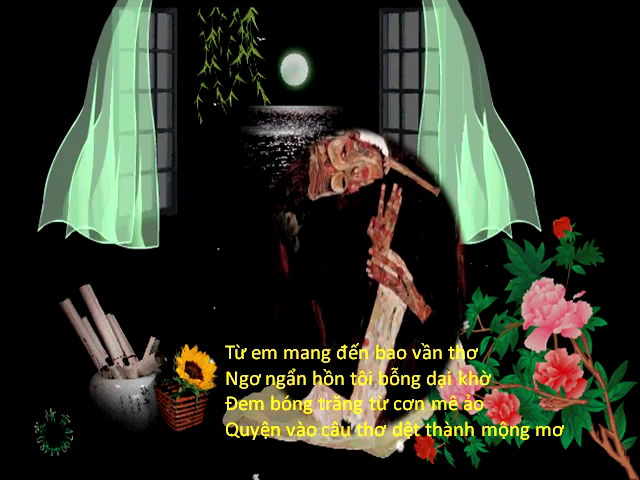 Từ em mang đến bao vần thơ
Ngơ ngẩn hồn tôi bỗng dại khờ
Đem bóng trăng từ cơn mê ảo
Quyện vào câu thơ dệt thành mộng mơ